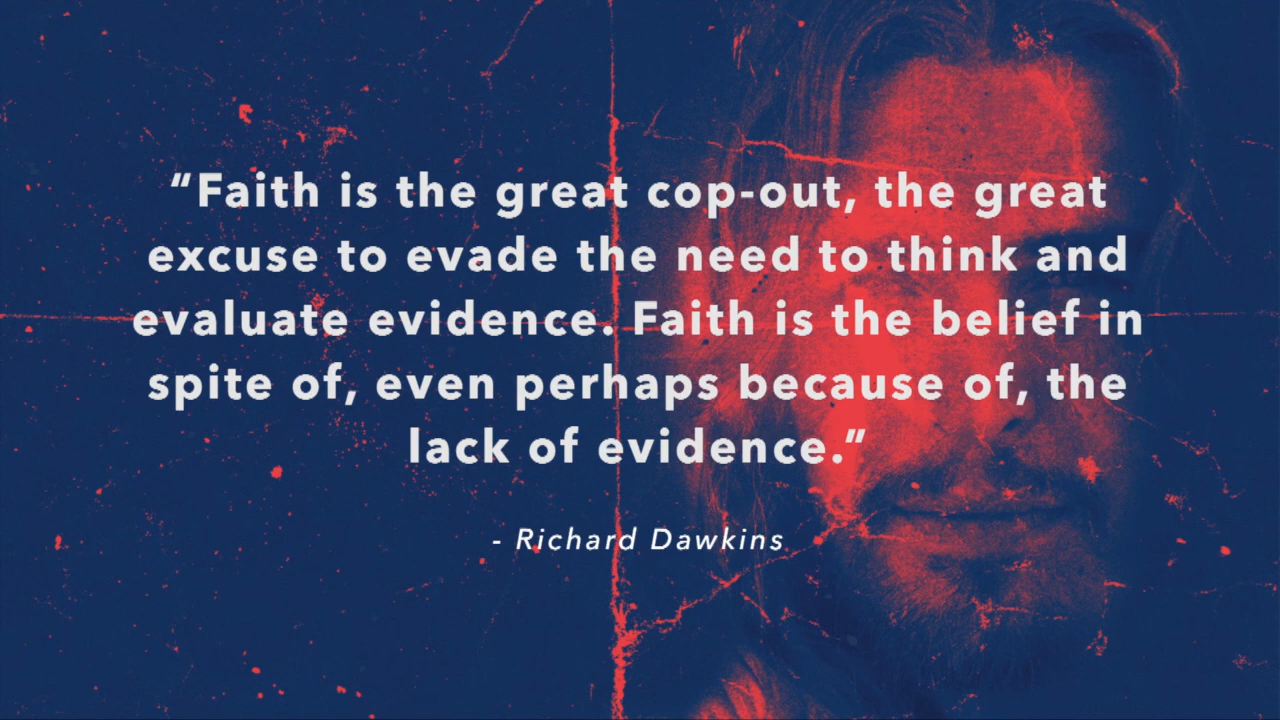 “Faith is the great cop-out, the great
excuse to evade the need to think and
evaluate evidence. Faith is the belief in
spite of, even perhaps because of, the
lack of evidence.”
- Richard Dawkins